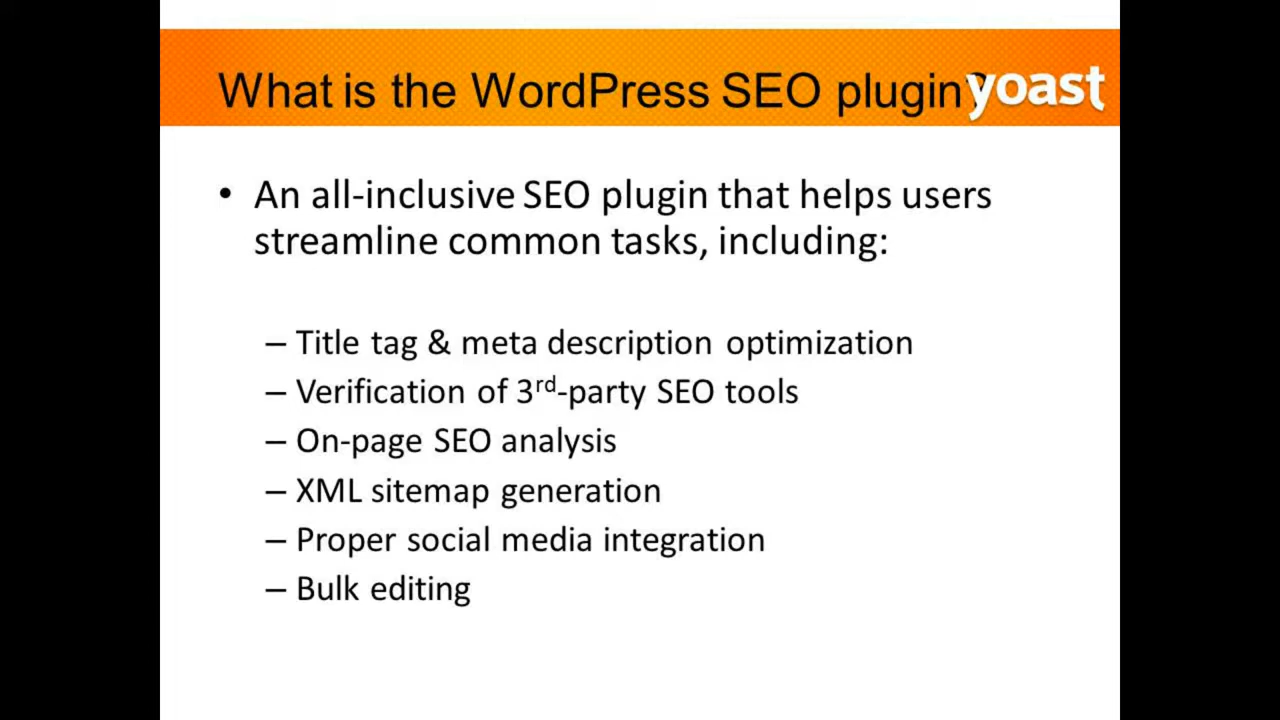 What is the WordPress SEO plugin?
yoast
• An all-inclusive SEO plugin that helps users
streamline common tasks, including:
– Title tag & meta description optimization
– Verification of 3rd-party SEO tools
– On-page SEO analysis
– XML sitemap generation
– Proper social media integration
– Bulk editing